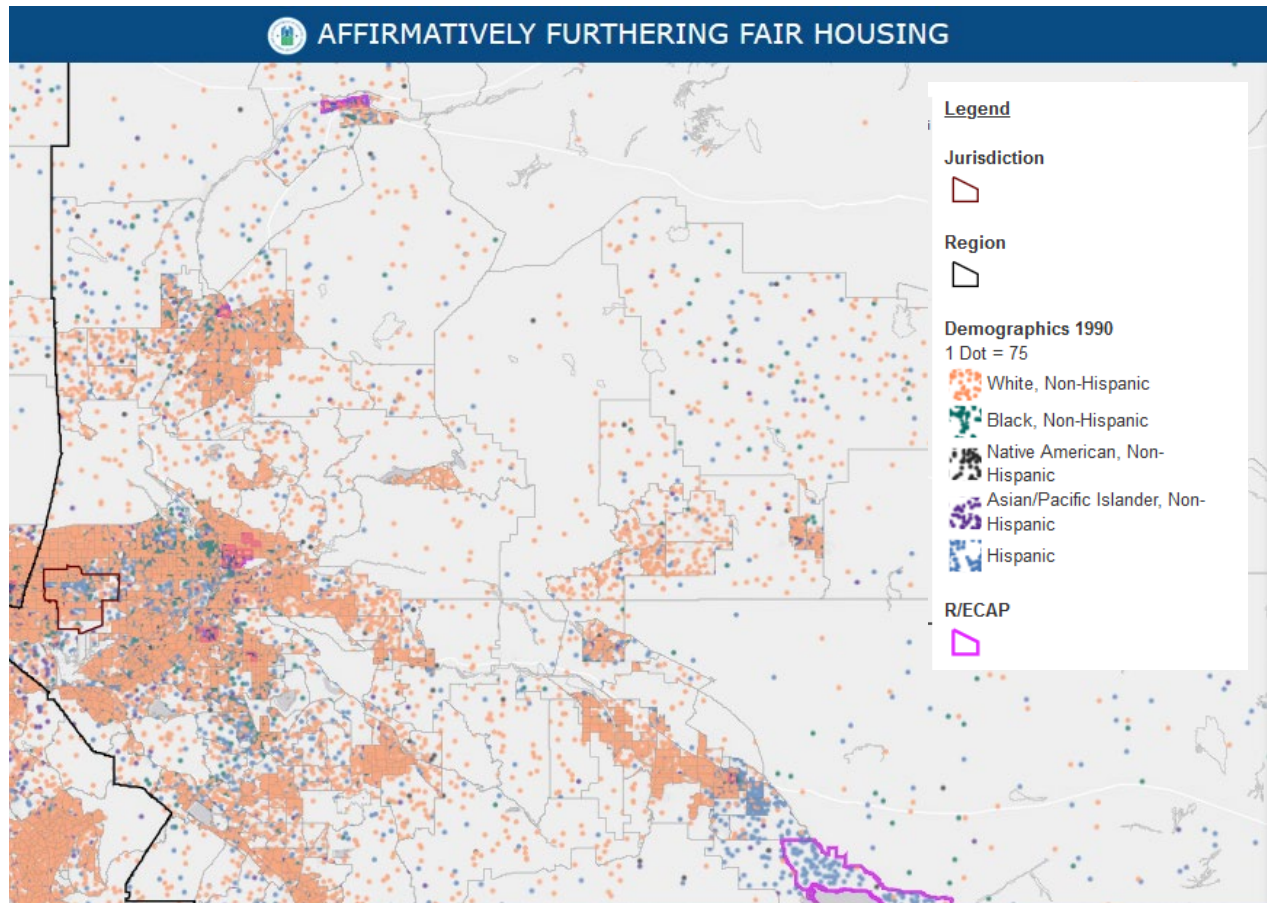 AFFIRMATIVELY FURTHERING FAIR HOUSING
Legend
Jurisdiction
Region
Demographics 1990
1 Dot = 75
White, Non-Hispanic
Black, Non-Hispanic
Native American, Non-
Hispanic
Asian/Pacific Islander, Non-
Hispanic
Hispanic
R/ECAP